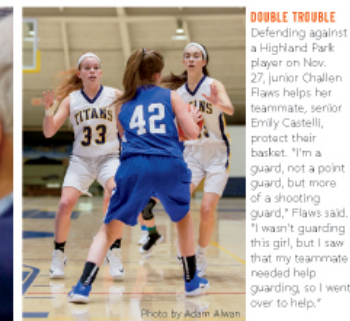 DOUBLE TROUBLE
Defending against
a Highland Park
player on Nov.
27, junior Challen
Flaws helps her
teammate, senior
Emily Castelli,
protect their
basket. "I'm a
guard, not a point
guard, but more
of a shooting
guard," Flaws said.
"I wasn't guarding
this girl, but I saw
that my teammate
needed help
guarding, so I went
over to help."
TITANS
33
42
ANS
Photo by Adam Alwan